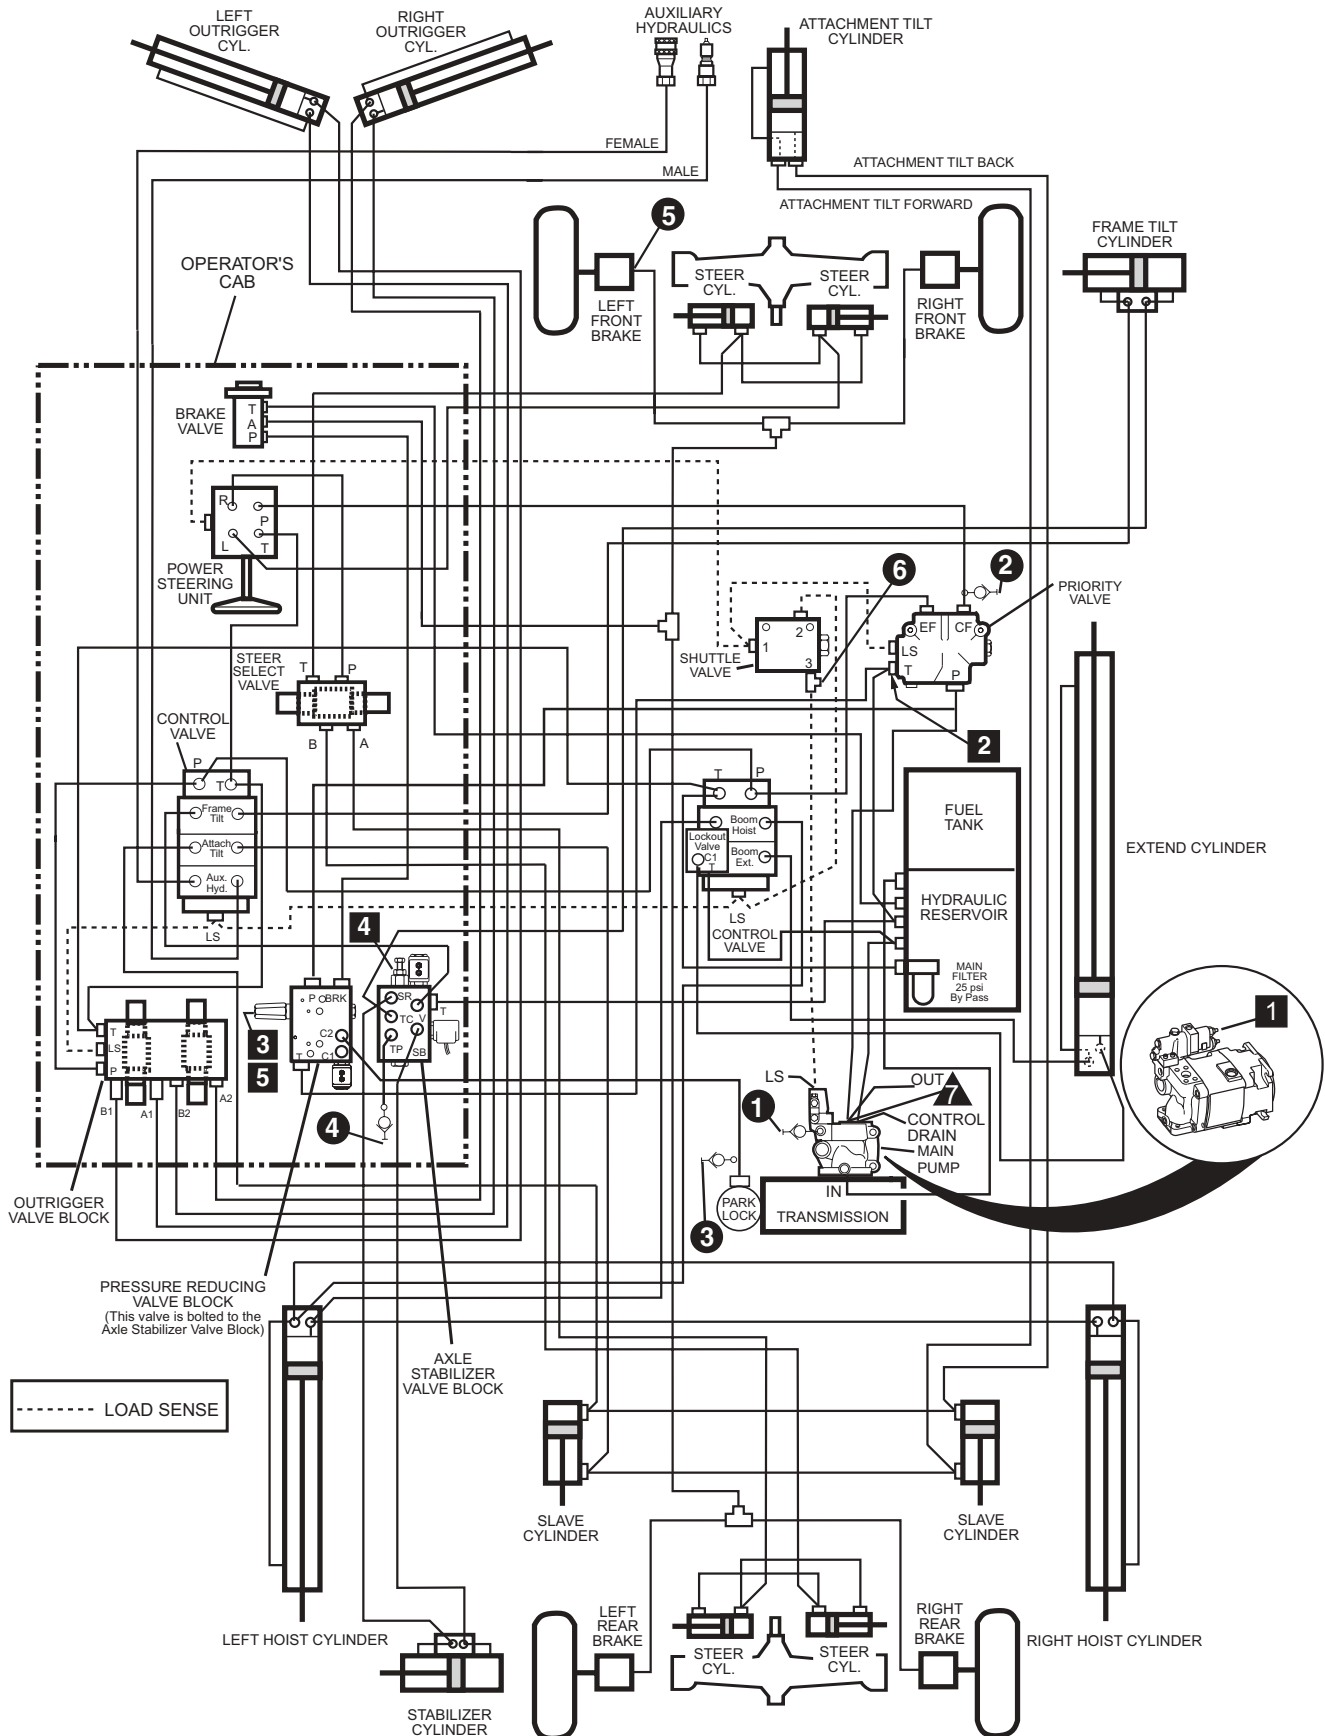 LEFT
OUTRIGGER
CYL.
RIGHT
OUTRIGGER
CYL.
AUXILIARY
HYDRAULICS
ATTACHMENT TILT
CYLINDER
FEMALE
MALE
ATTACHMENT TILT BACK
ATTACHMENT TILT FORWARD
5
FRAME TILT
CYLINDER
OPERATOR'S
CAB
STEER
CYL.
STEER
CYL.
LEFT
FRONT
BRAKE
RIGHT
FRONT
BRAKE
BRAKE
VALVE
T
A
P
R
P
L
T
POWER
STEERING
UNIT
6
2
PRIORITY
VALVE
EF
CF
LS
T
P
1
2
3
SHUTTLE
VALVE
STEER
SELECT
VALVE
T
P
B
A
2
CONTROL
VALVE
P
T
Frame
Tilt
Attach
Tilt
Aux.
Hyd.
LS
T
P
Boom
Hoist
Lockout
Valve
C1
T
Boom
Ext.
LS
CONTROL
VALVE
FUEL
TANK
HYDRAULIC
RESERVOIR
MAIN
FILTER
25 psi
By Pass
EXTEND CYLINDER
4
P
BRK
C2
C1
T
SR
TC
V
TP
SB
T
3
5
4
T
LS
P
B1
A1
B2
A2
1
LS
OUT
7
CONTROL
DRAIN
MAIN
PUMP
1
3
IN
PARK
LOCK
TRANSMISSION
OUTRIGGER
VALVE BLOCK
PRESSURE REDUCING
VALVE BLOCK
(This valve is bolted to the
Axle Stabilizer Valve Block)
AXLE
STABILIZER
VALVE BLOCK
LOAD SENSE
SLAVE
CYLINDER
SLAVE
CYLINDER
LEFT HOIST CYLINDER
RIGHT HOIST CYLINDER
LEFT
REAR
BRAKE
RIGHT
REAR
BRAKE
STEER
CYL.
STEER
CYL.
STABILIZER
CYLINDER